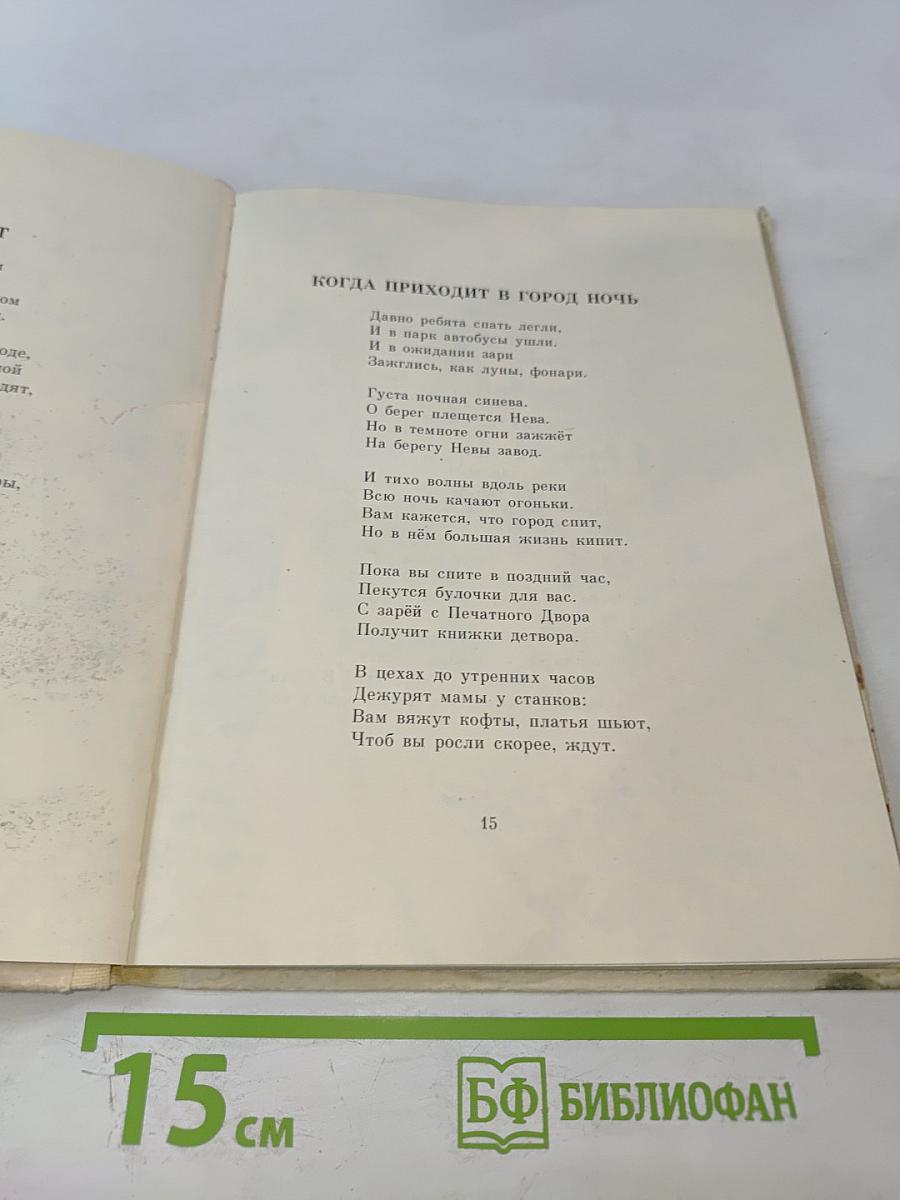 ом
оде,
ной
дят,
КОГДА ПРИХОДИТ В ГОРОД НОЧЬ
Давно ребята спать легли,
И в парк автобусы ушли.
И в ожидании зари
Зажглись, как луны, фонари.
Густа ночная синева.
О берег плещется Нева.
Но в темноте огни зажжёт
На берегу Невы завод.
И тихо волны вдоль реки
Всю ночь качают огоньки.
Вам кажется, что город спит,
Но в нём большая жизнь кипит.
Пока вы спите в поздний час,
Пекутся булочки для вас.
С зарёй с Печатного Двора
Получит книжки детвора.
В цехах до утренних часов
Дежурят мамы у станков:
Вам вяжут кофты, платья шьют,
Чтоб вы росли скорее, ждут.
15
15 см
БФ БИБЛИОФАН